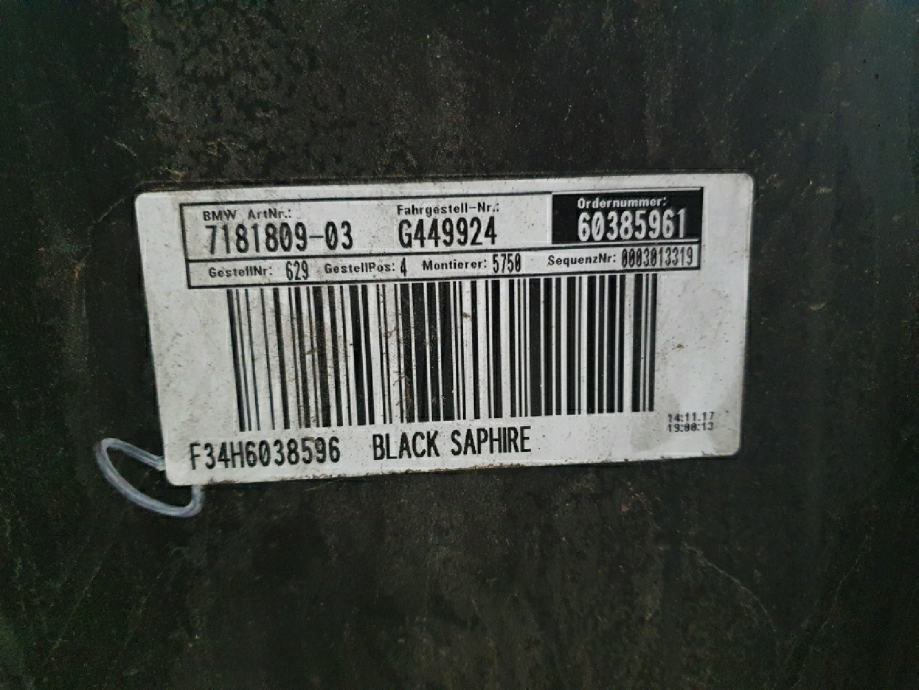 BMW ArtNr.: Fahrgestell-Nr.: Ordernummer:
7181809-03 G449924 60385961
GestellNr: 629 GestellPos: 4 Montierer: 5750 SequenzNr: 0003013319
14:11.17
19:00:13
F34H6038596 BLACK SAPHIRE